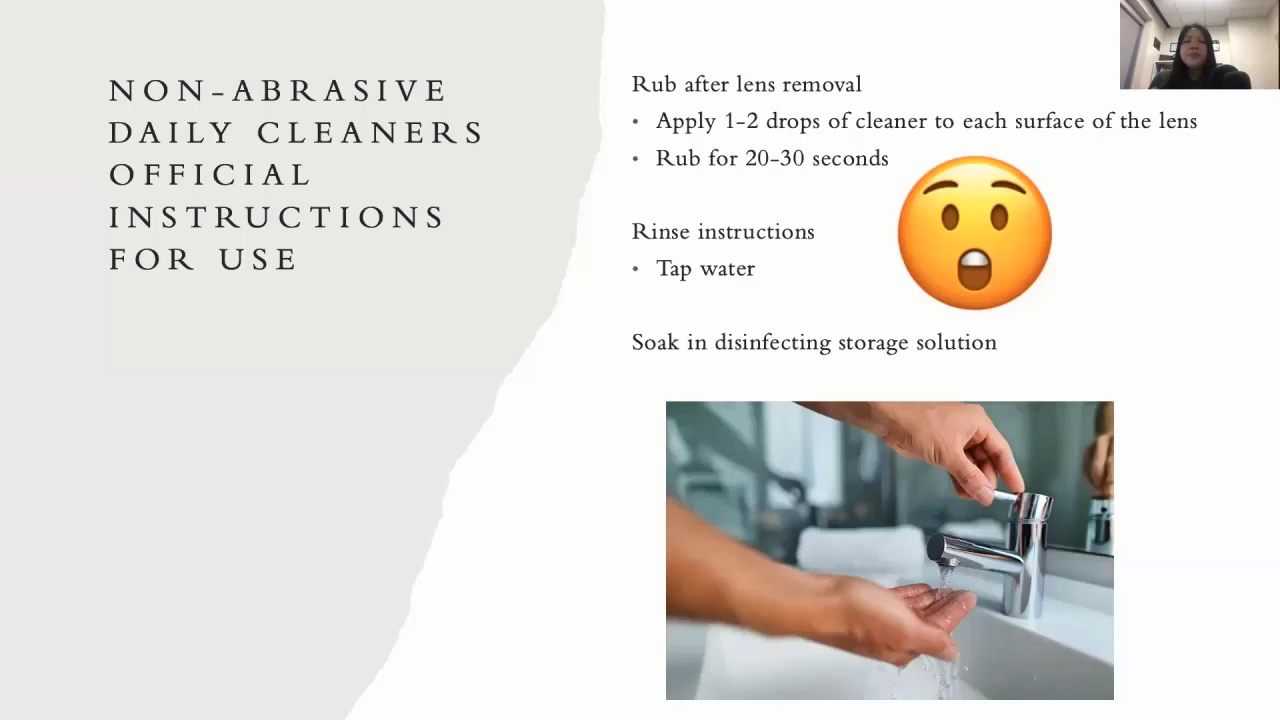 NON-ABRASIVE
DAILY CLEANERS
OFFICIAL
INSTRUCTIONS
FOR USE
Rub after lens removal
• Apply 1-2 drops of cleaner to each surface of the lens
• Rub for 20-30 seconds
Rinse instructions
• Tap water
Soak in disinfecting storage solution